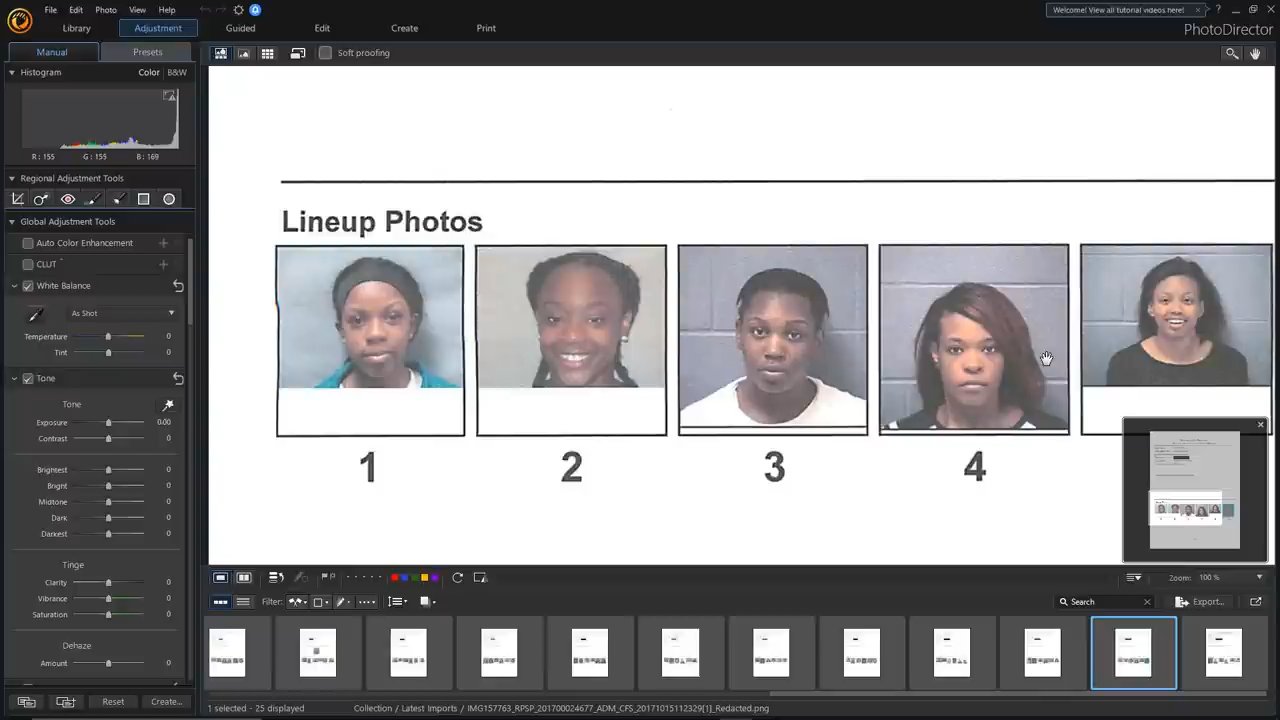 File Edit Photo View Help
Welcome! View all tutorial videos here!
PhotoDirector
Library Adjustment Guided Edit Create Print
Manual Presets
Soft proofing
Histogram Color B&W
R : 155 G : 155 B : 169
Regional Adjustment Tools
Global Adjustment Tools
Auto Color Enhancement
CLUT
White Balance
As Shot
Temperature 0
Tint 0
Tone
Tone
Exposure 0.00
Contrast 0
Brightest 0
Bright 0
Midtone 0
Dark 0
Darkest 0
Tinge
Clarity 0
Vibrance 0
Saturation 0
Dehaze
Amount 0
Reset Create...
Lineup Photos
1 2 3 4
Zoom: 100 %
Filter: Search Export...
1 selected - 25 displayed Collection / Latest Imports / IMG157763_RPSP_201700024677_ADM_CFS_20171015112329[1]_Redacted.png